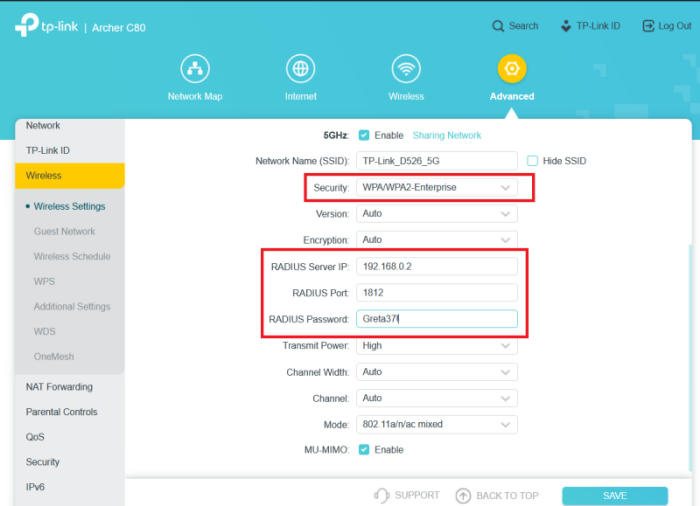 tp-link | Archer C80
Search TP-Link ID Log Out
Network Map Internet Wireless Advanced
Network
TP-Link ID
Wireless
Wireless Settings
Guest Network
Wireless Schedule
WPS
Additional Settings
WDS
OneMesh
NAT Forwarding
Parental Controls
QoS
Security
IPv6
5GHz: Enable Sharing Network
Network Name (SSID): TP-Link_D526_5G Hide SSID
Security: WPA/WPA2-Enterprise
Version: Auto
Encryption: Auto
RADIUS Server IP: 192.168.0.2
RADIUS Port: 1812
RADIUS Password: Greta37!
Transmit Power: High
Channel Width: Auto
Channel: Auto
Mode: 802.11a/n/ac mixed
MU-MIMO: Enable
SUPPORT BACK TO TOP SAVE